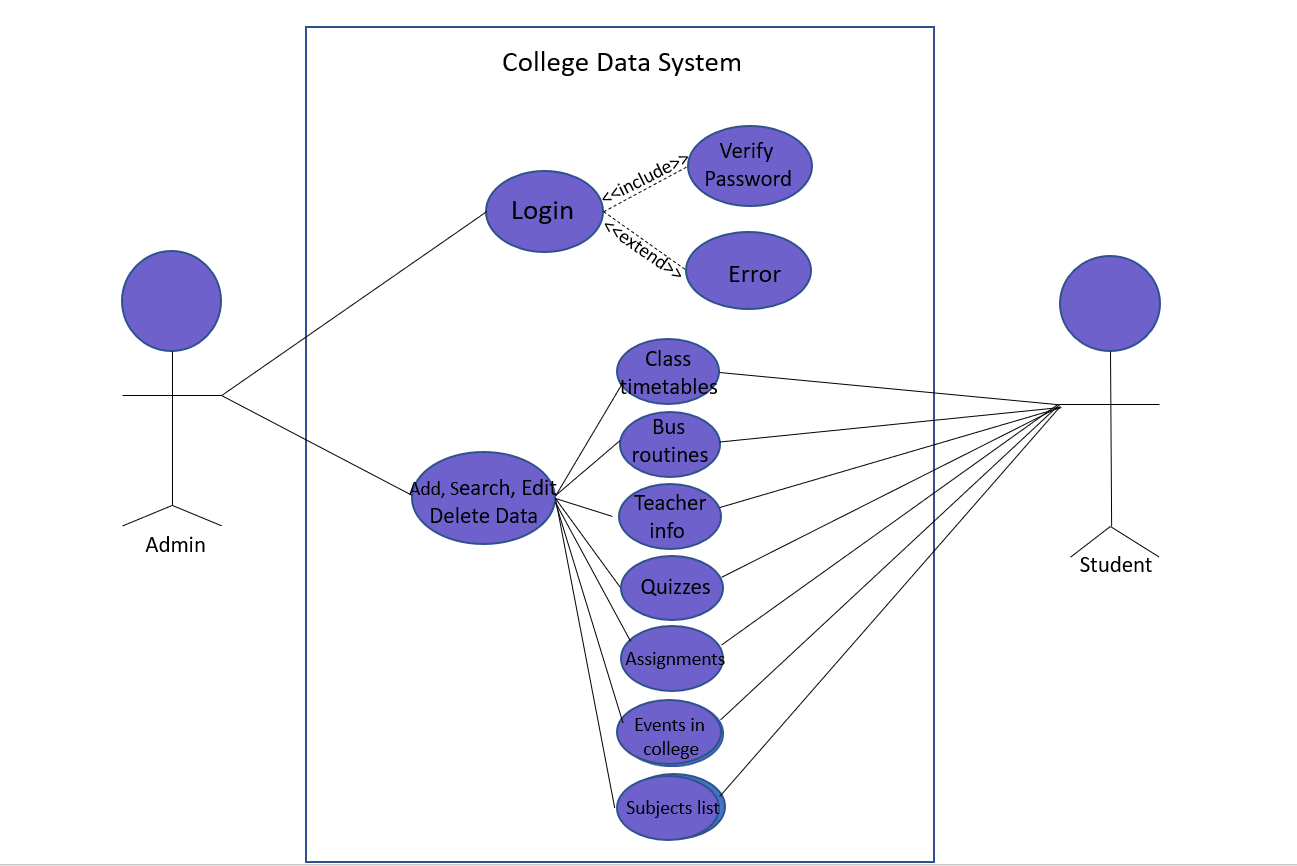 College Data System
Verify
Password
<<include>>
Login
<<extend>>
Error
Class
timetables
Bus
routines
Add, Search, Edit
Delete Data
Teacher
info
Admin
Student
Quizzes
Assignments
Events in
college
Subjects list